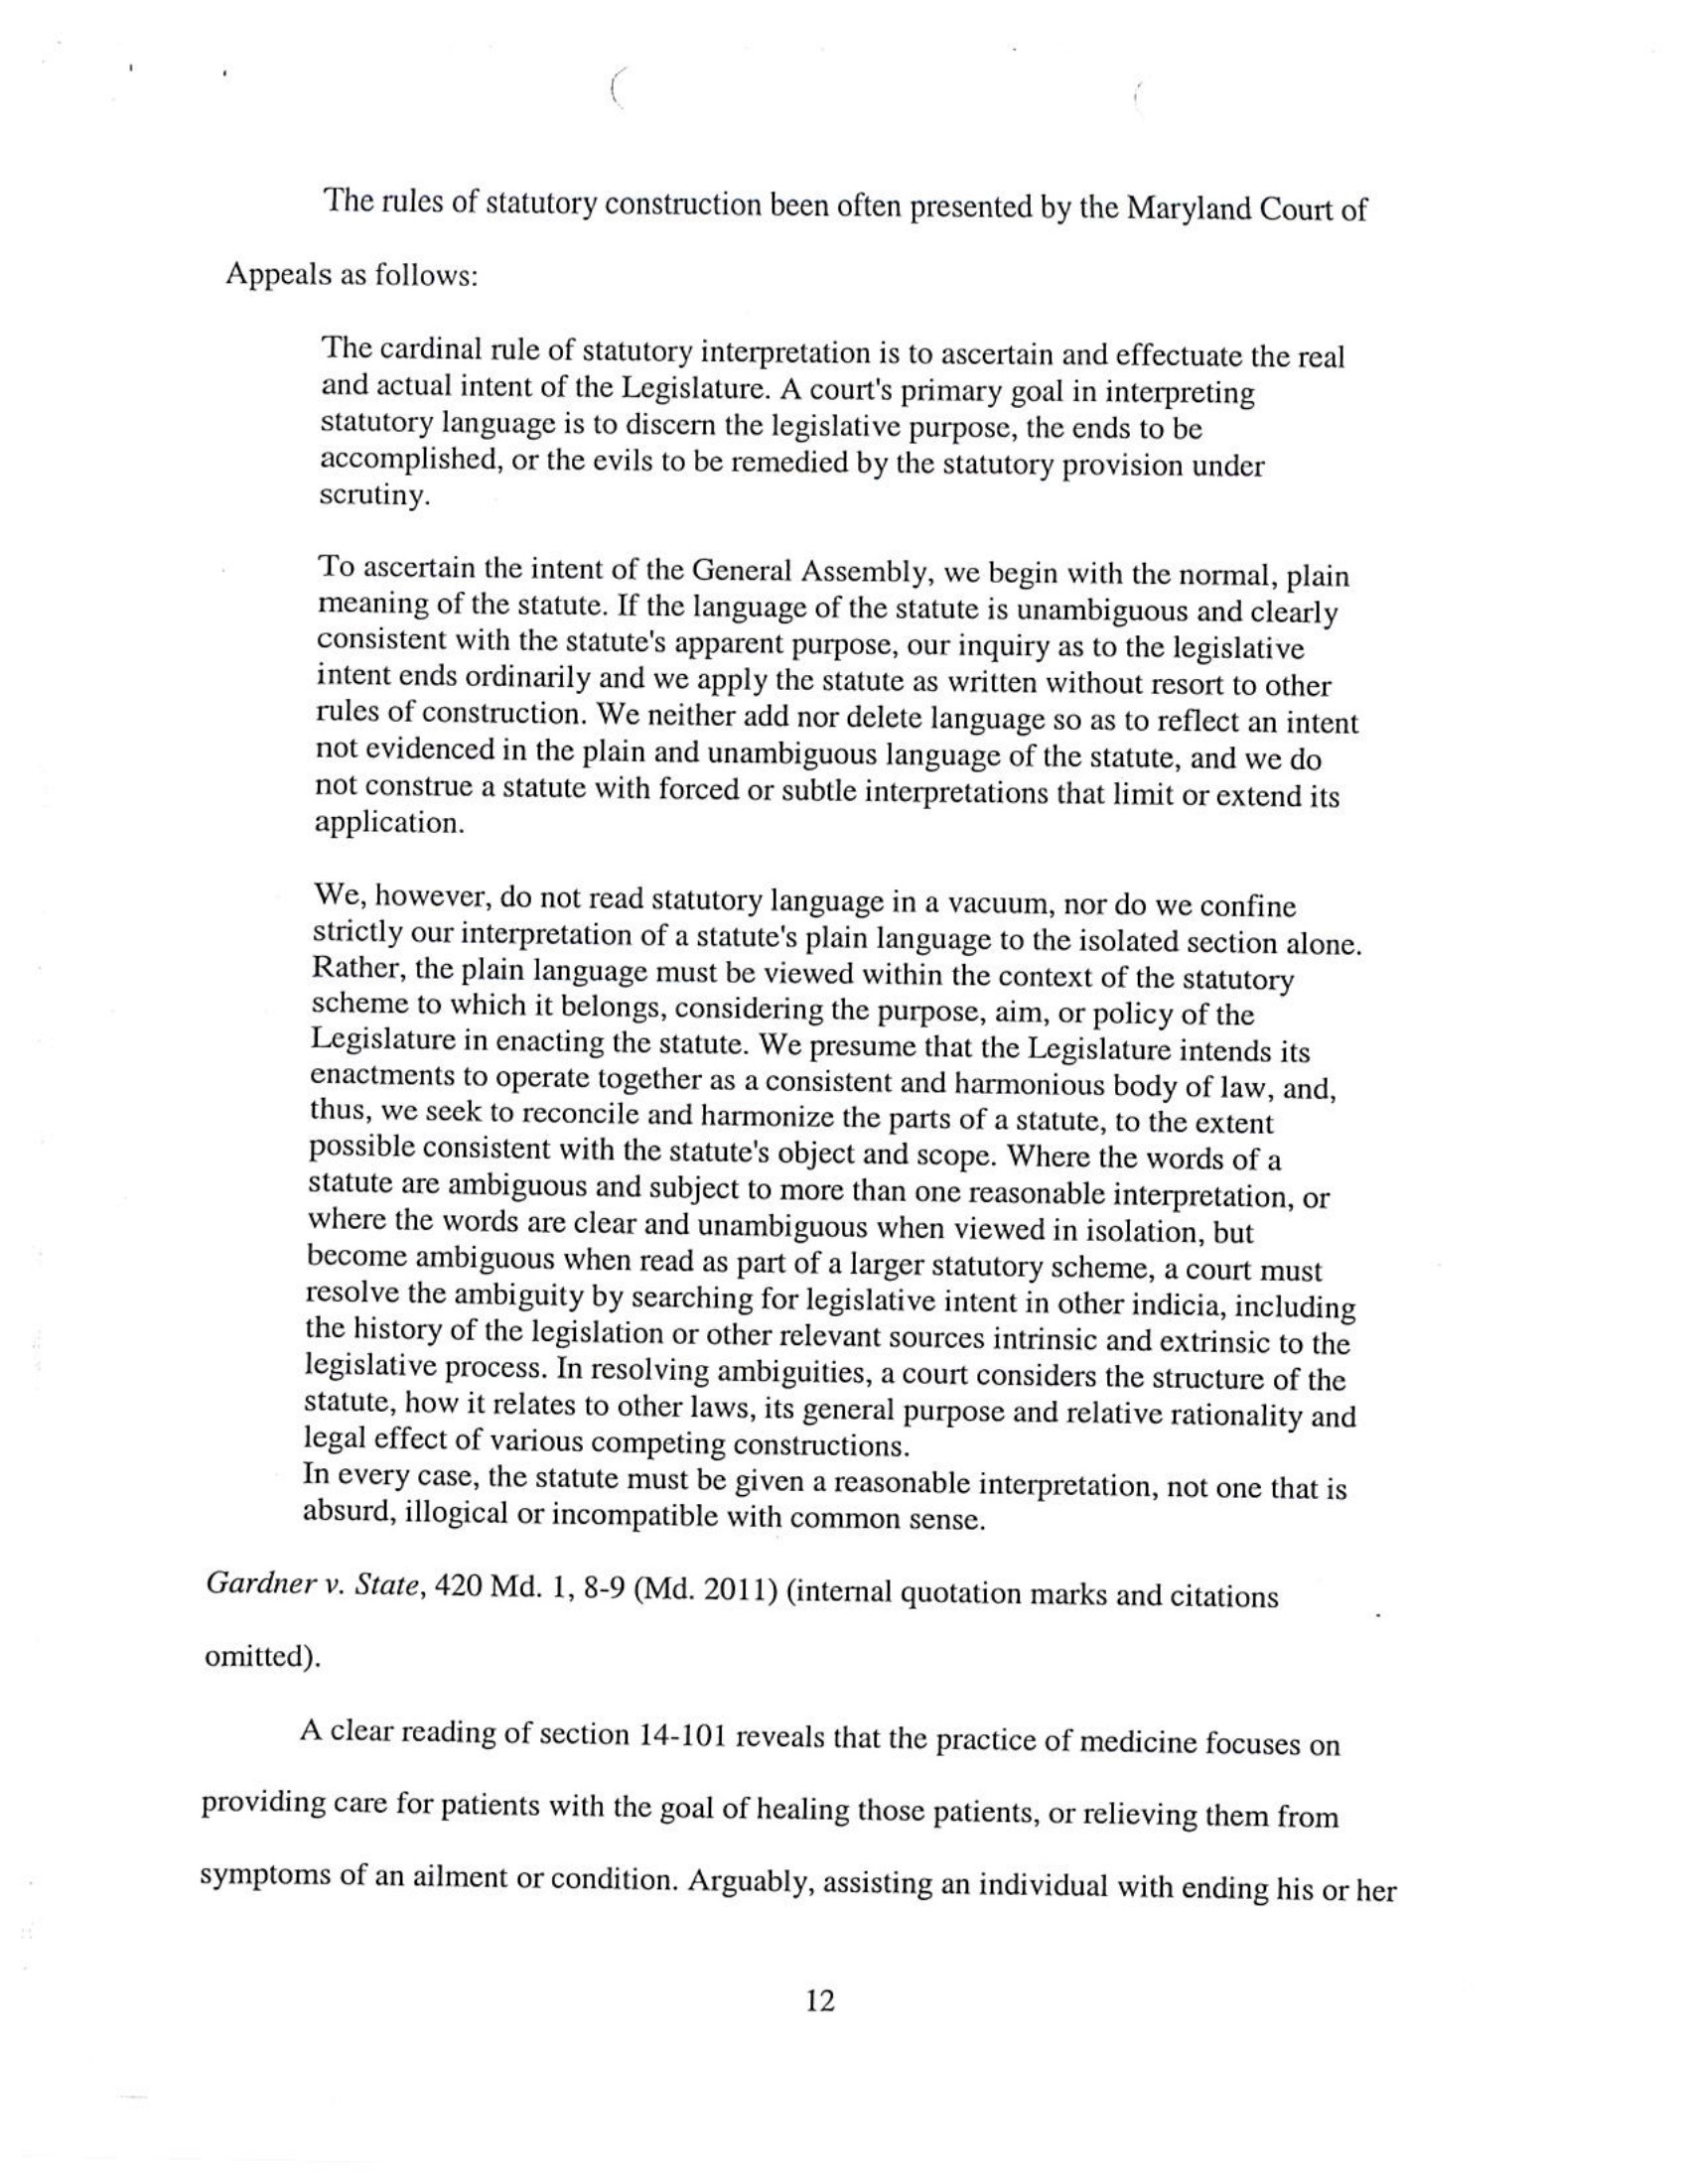 The rules of statutory construction been often presented by the Maryland Court of
Appeals as follows:
The cardinal rule of statutory interpretation is to ascertain and effectuate the real
and actual intent of the Legislature. A court's primary goal in interpreting
statutory language is to discern the legislative purpose, the ends to be
accomplished, or the evils to be remedied by the statutory provision under
scrutiny.
To ascertain the intent of the General Assembly, we begin with the normal, plain
meaning of the statute. If the language of the statute is unambiguous and clearly
consistent with the statute's apparent purpose, our inquiry as to the legislative
intent ends ordinarily and we apply the statute as written without resort to other
rules of construction. We neither add nor delete language so as to reflect an intent
not evidenced in the plain and unambiguous language of the statute, and we do
not construe a statute with forced or subtle interpretations that limit or extend its
application.
We, however, do not read statutory language in a vacuum, nor do we confine
strictly our interpretation of a statute's plain language to the isolated section alone.
Rather, the plain language must be viewed within the context of the statutory
scheme to which it belongs, considering the purpose, aim, or policy of the
Legislature in enacting the statute. We presume that the Legislature intends its
enactments to operate together as a consistent and harmonious body of law, and,
thus, we seek to reconcile and harmonize the parts of a statute, to the extent
possible consistent with the statute's object and scope. Where the words of a
statute are ambiguous and subject to more than one reasonable interpretation, or
where the words are clear and unambiguous when viewed in isolation, but
become ambiguous when read as part of a larger statutory scheme, a court must
resolve the ambiguity by searching for legislative intent in other indicia, including
the history of the legislation or other relevant sources intrinsic and extrinsic to the
legislative process. In resolving ambiguities, a court considers the structure of the
statute, how it relates to other laws, its general purpose and relative rationality and
legal effect of various competing constructions.
In every case, the statute must be given a reasonable interpretation, not one that is
absurd, illogical or incompatible with common sense.
Gardner v. State, 420 Md. 1, 8-9 (Md. 2011) (internal quotation marks and citations
omitted).
A clear reading of section 14-101 reveals that the practice of medicine focuses on
providing care for patients with the goal of healing those patients, or relieving them from
symptoms of an ailment or condition. Arguably, assisting an individual with ending his or her
12